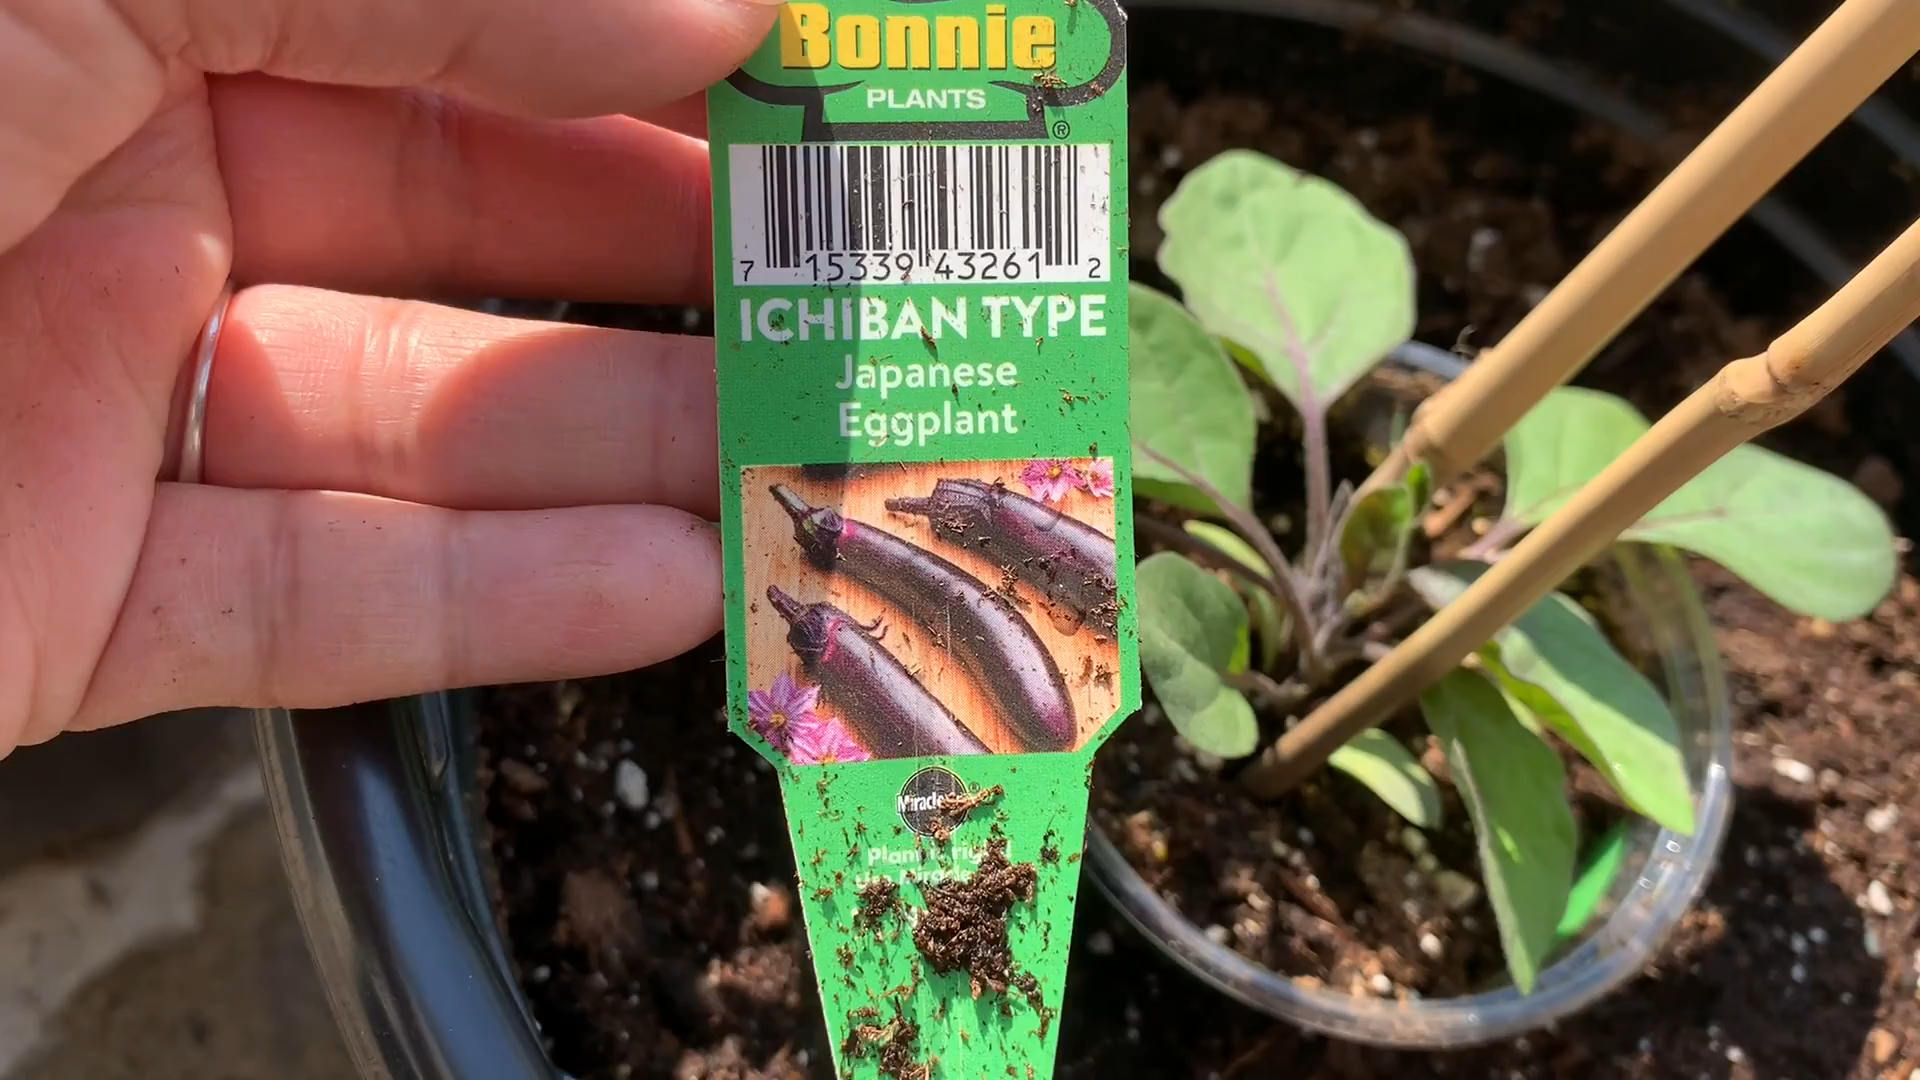 Bonnie
PLANTS
®
7 15339 43261 2
ICHIBAN TYPE
Japanese
Eggplant